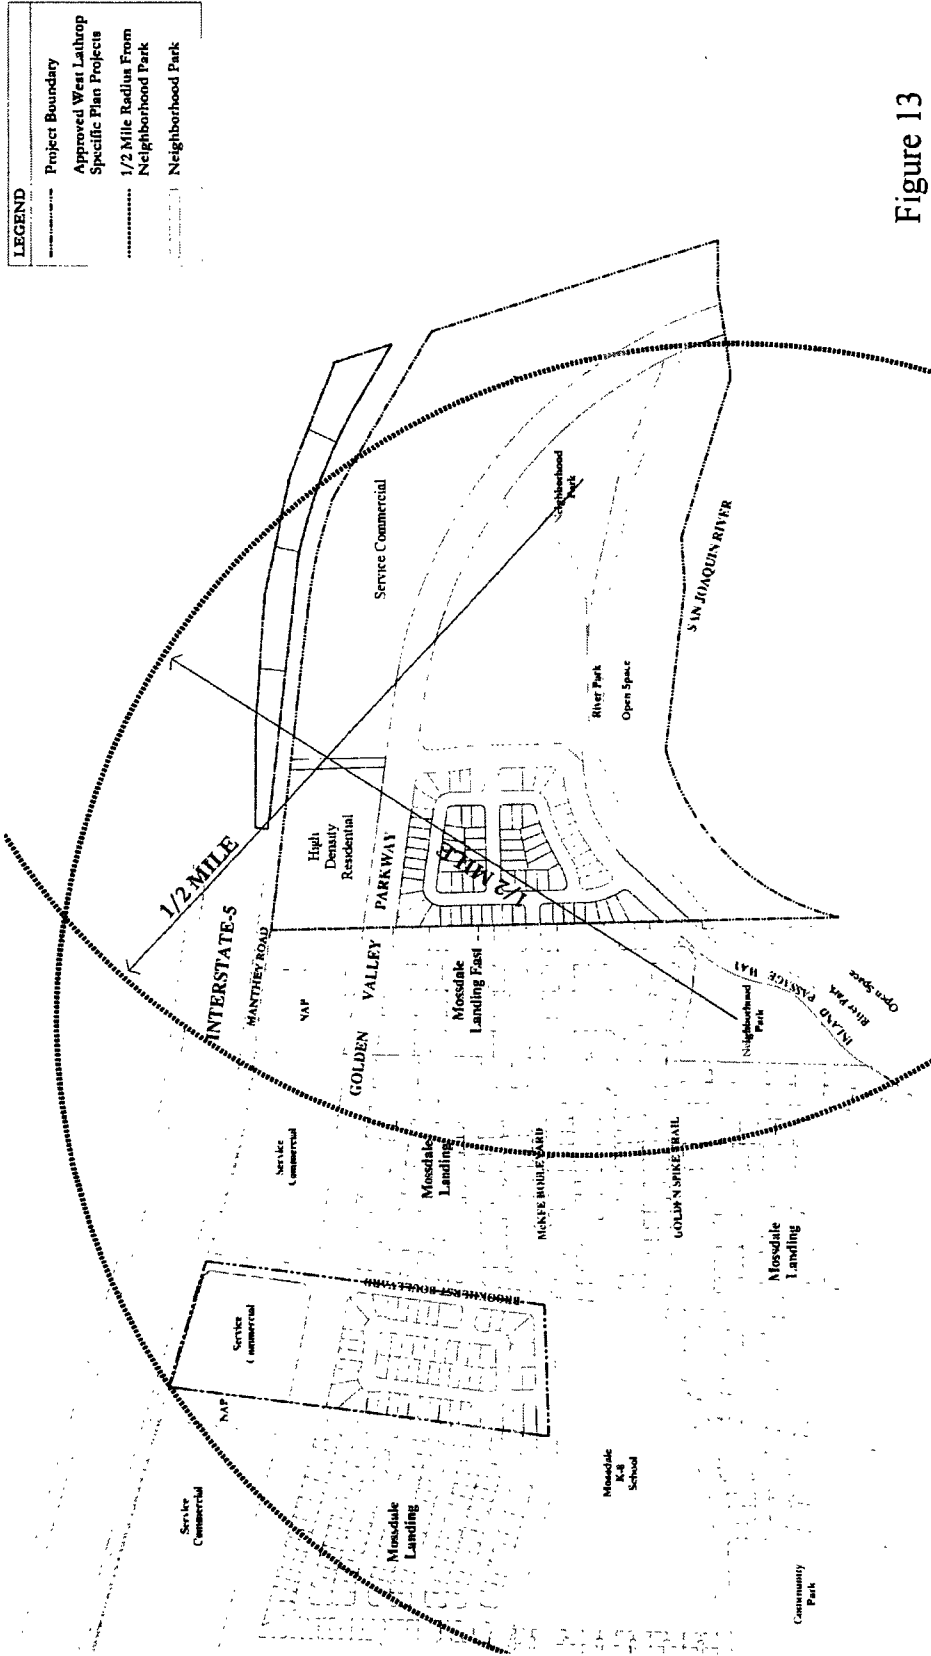 LEGEND
Project Boundary
Approved West Lathrop
Specific Plan Projects
1/2 Mile Radius From
Neighborhood Park
Neighborhood Park
Figure 13
1/2 MILE
1/2 MILE
INTERSTATE-5
MANTHEY ROAD
NAP
GOLDEN VALLEY PARKWAY
High
Density
Residential
Service Commercial
Neighborhood
Park
River Park
Open Space
SAN JOAQUIN RIVER
Mossdale
Landing East
Neighborhood
Park
INLAND PASSAGE WAY
River Park
Open Space
Service
Commercial
Mossdale
Landing
McKEE BOULEVARD
GOLDEN SPIKE TRAIL
Mossdale
Landing
BROOKHURST BOULEVARD
Service
Commercial
NAP
Service
Commercial
Mossdale
Landing
Mossdale
K-8
School
Community
Park